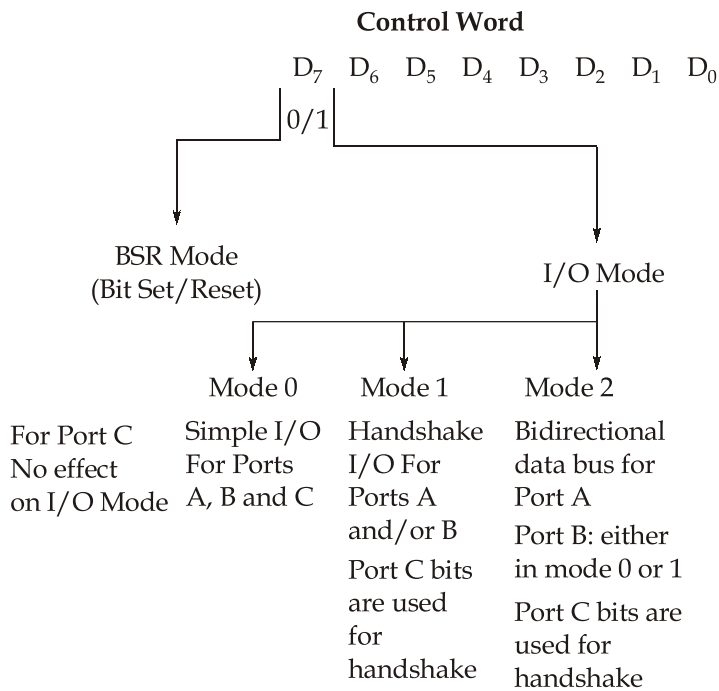 Control Word
D7 D6 D5 D4 D3 D2 D1 D0
0/1
BSR Mode
(Bit Set/Reset)
I/O Mode
Mode 0
Mode 1
Mode 2
For Port C
No effect
on I/O Mode
Simple I/O
For Ports
A, B and C
Handshake
I/O For
Ports A
and/or B
Port C bits
are used
for
handshake
Bidirectional
data bus for
Port A
Port B: either
in mode 0 or 1
Port C bits are
used for
handshake